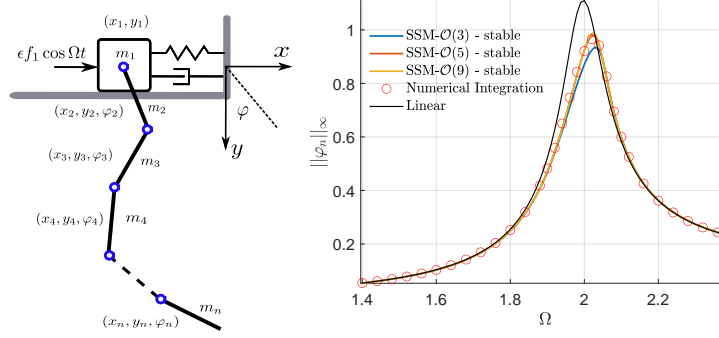 (x₁, y₁)
ϵf₁ cos Ωt
m₁
x
m₂
(x₂, y₂, φ₂)
φ
y
(x₃, y₃, φ₃)
m₃
(x₄, y₄, φ₄)
m₄
mₙ
(xₙ, yₙ, φₙ)
SSM-O(3) - stable
SSM-O(5) - stable
SSM-O(9) - stable
Numerical Integration
Linear
||φₙ||∞
1
0.8
0.6
0.4
0.2
1.4 1.6 1.8 2 2.2
Ω